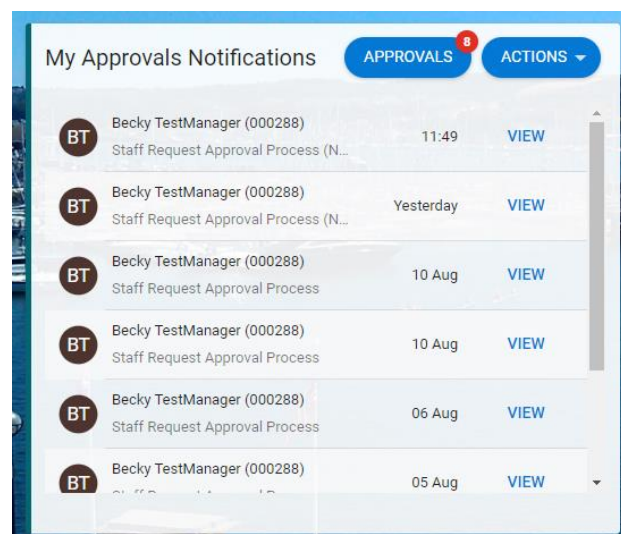 My Approvals Notifications
APPROVALS
8
ACTIONS
BT
Becky TestManager (000288)
Staff Request Approval Process (N...
11:49
VIEW
BT
Becky TestManager (000288)
Staff Request Approval Process (N...
Yesterday
VIEW
BT
Becky TestManager (000288)
Staff Request Approval Process
10 Aug
VIEW
BT
Becky TestManager (000288)
Staff Request Approval Process
10 Aug
VIEW
BT
Becky TestManager (000288)
Staff Request Approval Process
06 Aug
VIEW
BT
Becky TestManager (000288)
05 Aug
VIEW